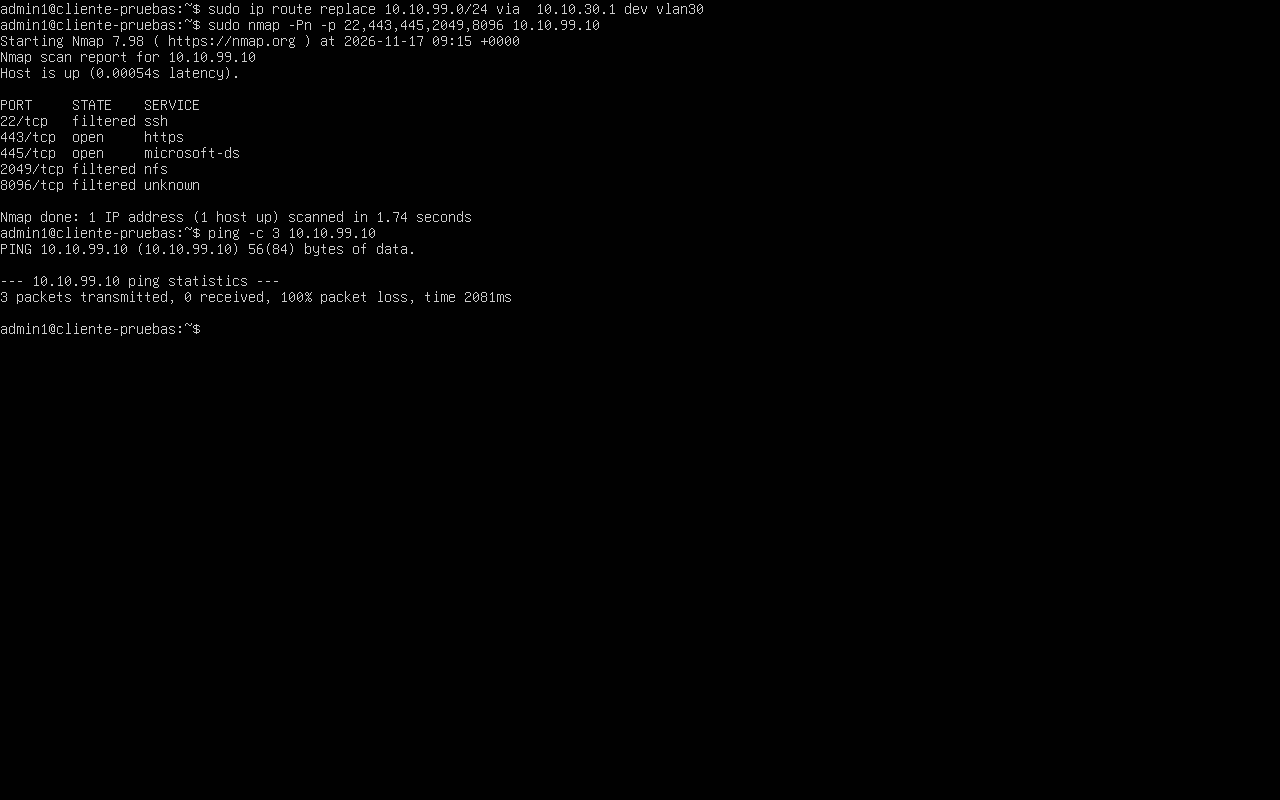 admin1@cliente-pruebas:~$ sudo ip route replace 10.10.99.0/24 via  10.10.30.1 dev vlan30
admin1@cliente-pruebas:~$ sudo nmap -Pn -p 22,443,445,2049,8096 10.10.99.10
Starting Nmap 7.98 ( https://nmap.org ) at 2026-11-17 09:15 +0000
Nmap scan report for 10.10.99.10
Host is up (0.00054s latency).

PORT     STATE    SERVICE
22/tcp   filtered ssh
443/tcp  open     https
445/tcp  open     microsoft-ds
2049/tcp filtered nfs
8096/tcp filtered unknown

Nmap done: 1 IP address (1 host up) scanned in 1.74 seconds
admin1@cliente-pruebas:~$ ping -c 3 10.10.99.10
PING 10.10.99.10 (10.10.99.10) 56(84) bytes of data.

--- 10.10.99.10 ping statistics ---
3 packets transmitted, 0 received, 100% packet loss, time 2081ms

admin1@cliente-pruebas:~$